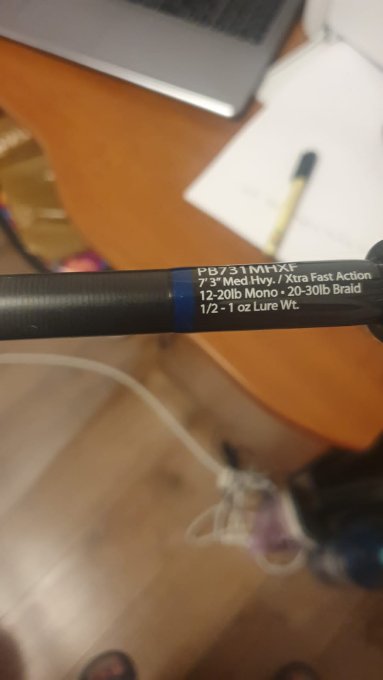 PB731MHXF
7' 3" Med.Hvy. / Xtra Fast Action
12-20lb Mono • 20-30lb Braid
1/2 - 1 oz Lure Wt.